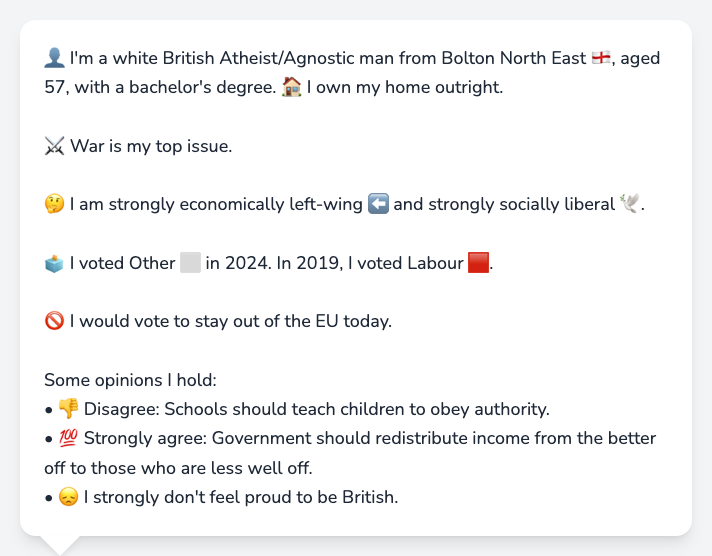 👤 I'm a white British Atheist/Agnostic man from Bolton North East 🏴󠁧󠁢󠁥󠁮󠁧󠁿, aged
57, with a bachelor's degree. 🏠 I own my home outright.
⚔️ War is my top issue.
🤔 I am strongly economically left-wing ⬅️ and strongly socially liberal 🕊️.
🗳️ I voted Other ⬜ in 2024. In 2019, I voted Labour 🟥.
🚫 I would vote to stay out of the EU today.
Some opinions I hold:
• 👎 Disagree: Schools should teach children to obey authority.
• 💯 Strongly agree: Government should redistribute income from the better
off to those who are less well off.
• 😞 I strongly don't feel proud to be British.